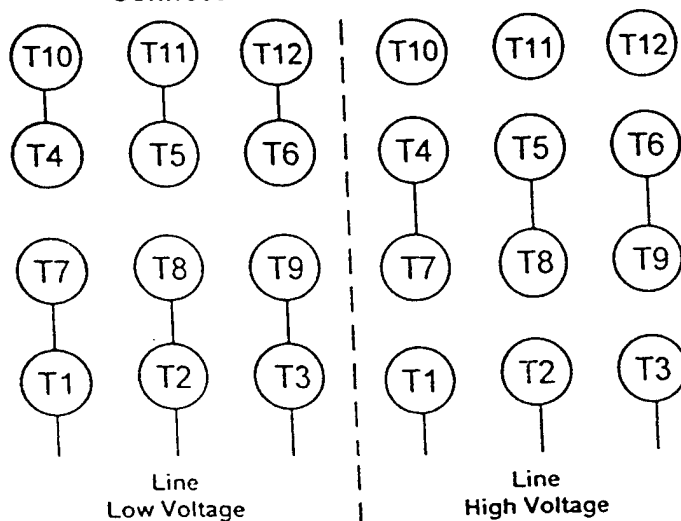 T10 T11 T12 T10 T11 T12
T4 T5 T6 T4 T5 T6
T7 T8 T9 T7 T8 T9
T1 T2 T3 T1 T2 T3
Line Line
Low Voltage High Voltage